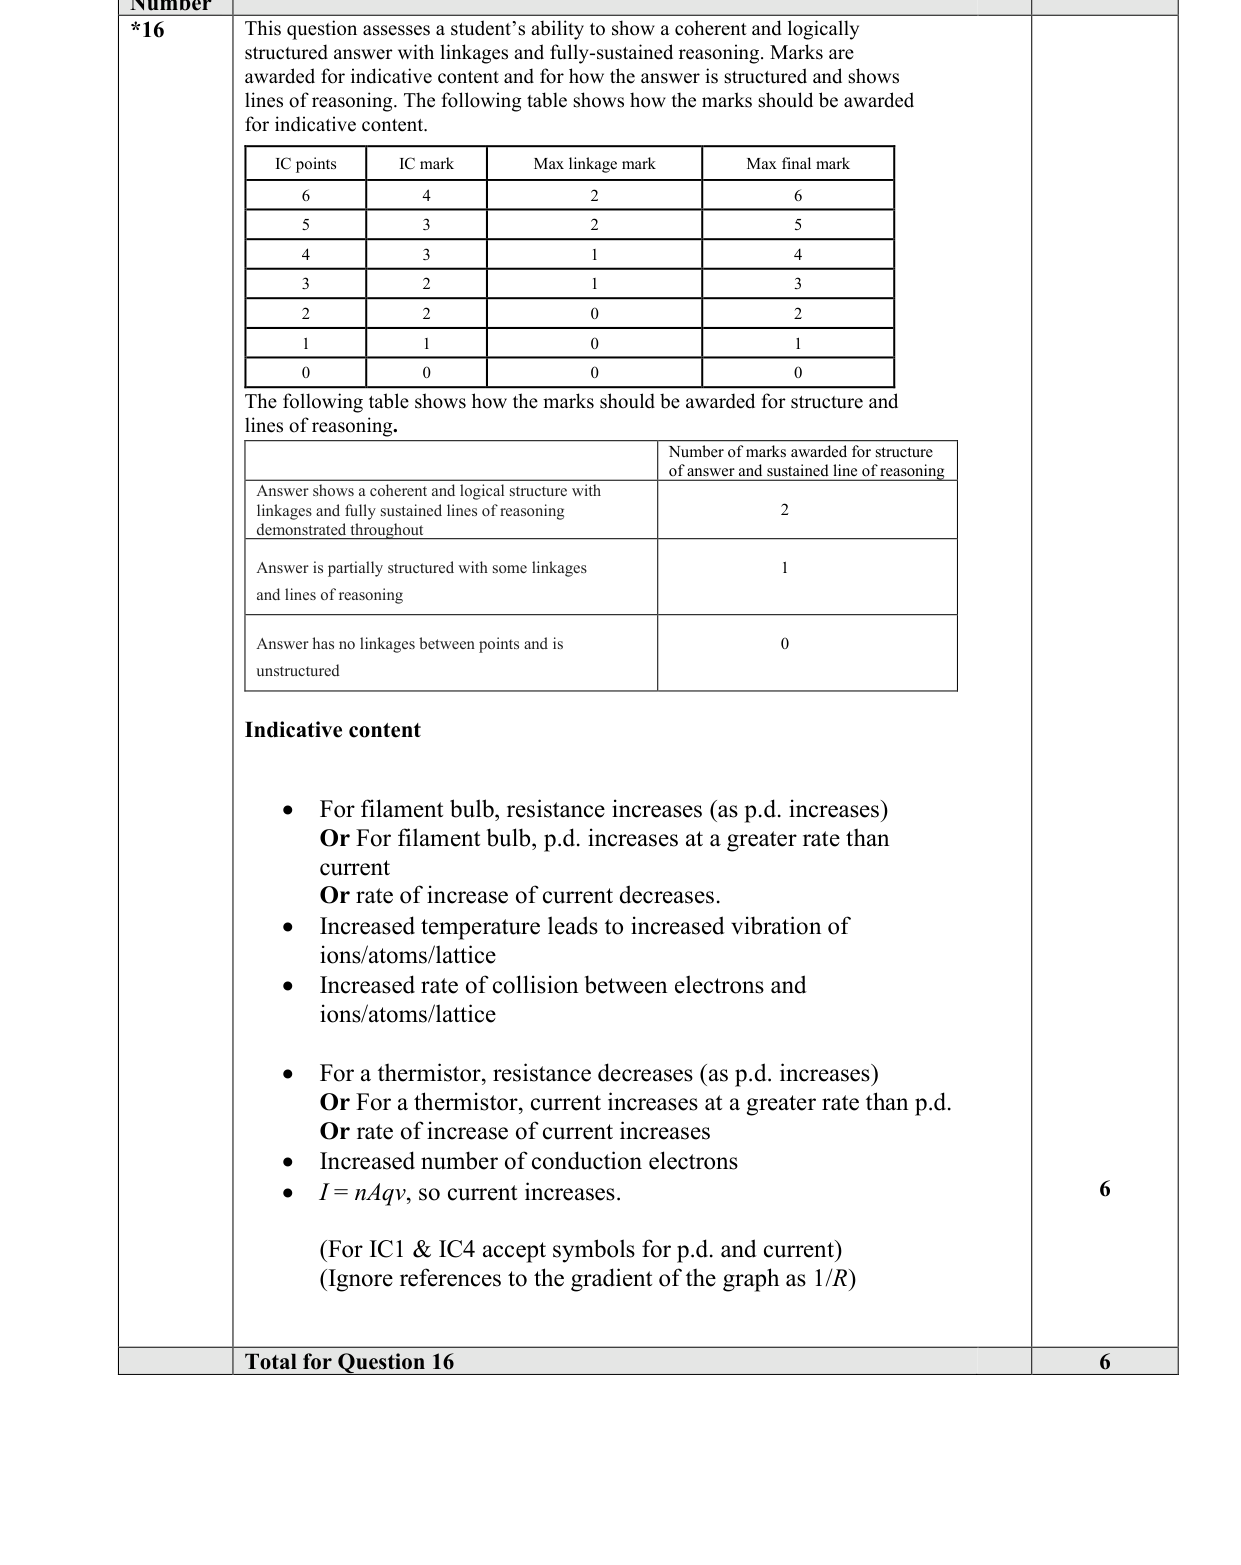 Number
*16
This question assesses a student’s ability to show a coherent and logically
structured answer with linkages and fully-sustained reasoning. Marks are
awarded for indicative content and for how the answer is structured and shows
lines of reasoning. The following table shows how the marks should be awarded
for indicative content.
IC points IC mark Max linkage mark Max final mark
6 4 2 6
5 3 2 5
4 3 1 4
3 2 1 3
2 2 0 2
1 1 0 1
0 0 0 0
The following table shows how the marks should be awarded for structure and
lines of reasoning.
Number of marks awarded for structure
of answer and sustained line of reasoning
Answer shows a coherent and logical structure with
linkages and fully sustained lines of reasoning
demonstrated throughout
2
Answer is partially structured with some linkages
and lines of reasoning
1
Answer has no linkages between points and is
unstructured
0
Indicative content
• For filament bulb, resistance increases (as p.d. increases)
Or For filament bulb, p.d. increases at a greater rate than
current
Or rate of increase of current decreases.
• Increased temperature leads to increased vibration of
ions/atoms/lattice
• Increased rate of collision between electrons and
ions/atoms/lattice
• For a thermistor, resistance decreases (as p.d. increases)
Or For a thermistor, current increases at a greater rate than p.d.
Or rate of increase of current increases
• Increased number of conduction electrons
• I = nAqv, so current increases.
6
(For IC1 & IC4 accept symbols for p.d. and current)
(Ignore references to the gradient of the graph as 1/R)
Total for Question 16 6